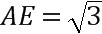 AE = √3